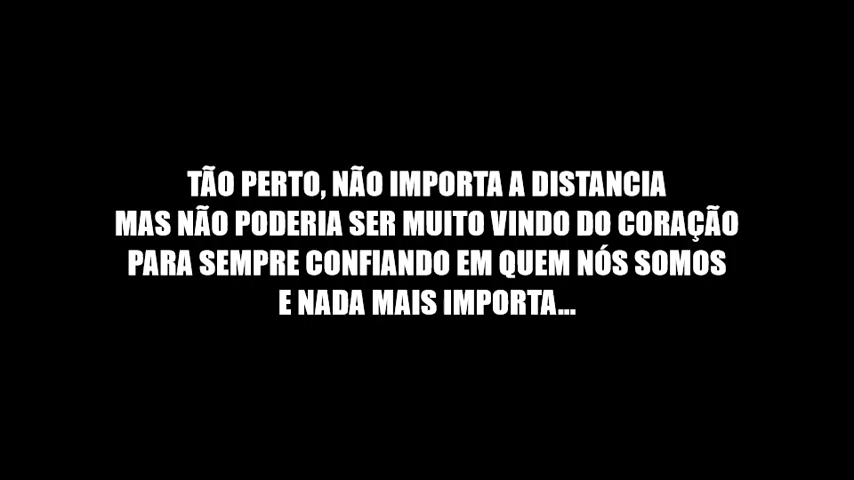 TÃO PERTO, NÃO IMPORTA A DISTANCIA
MAS NÃO PODERIA SER MUITO VINDO DO CORAÇÃO
PARA SEMPRE CONFIANDO EM QUEM NÓS SOMOS
E NADA MAIS IMPORTA...